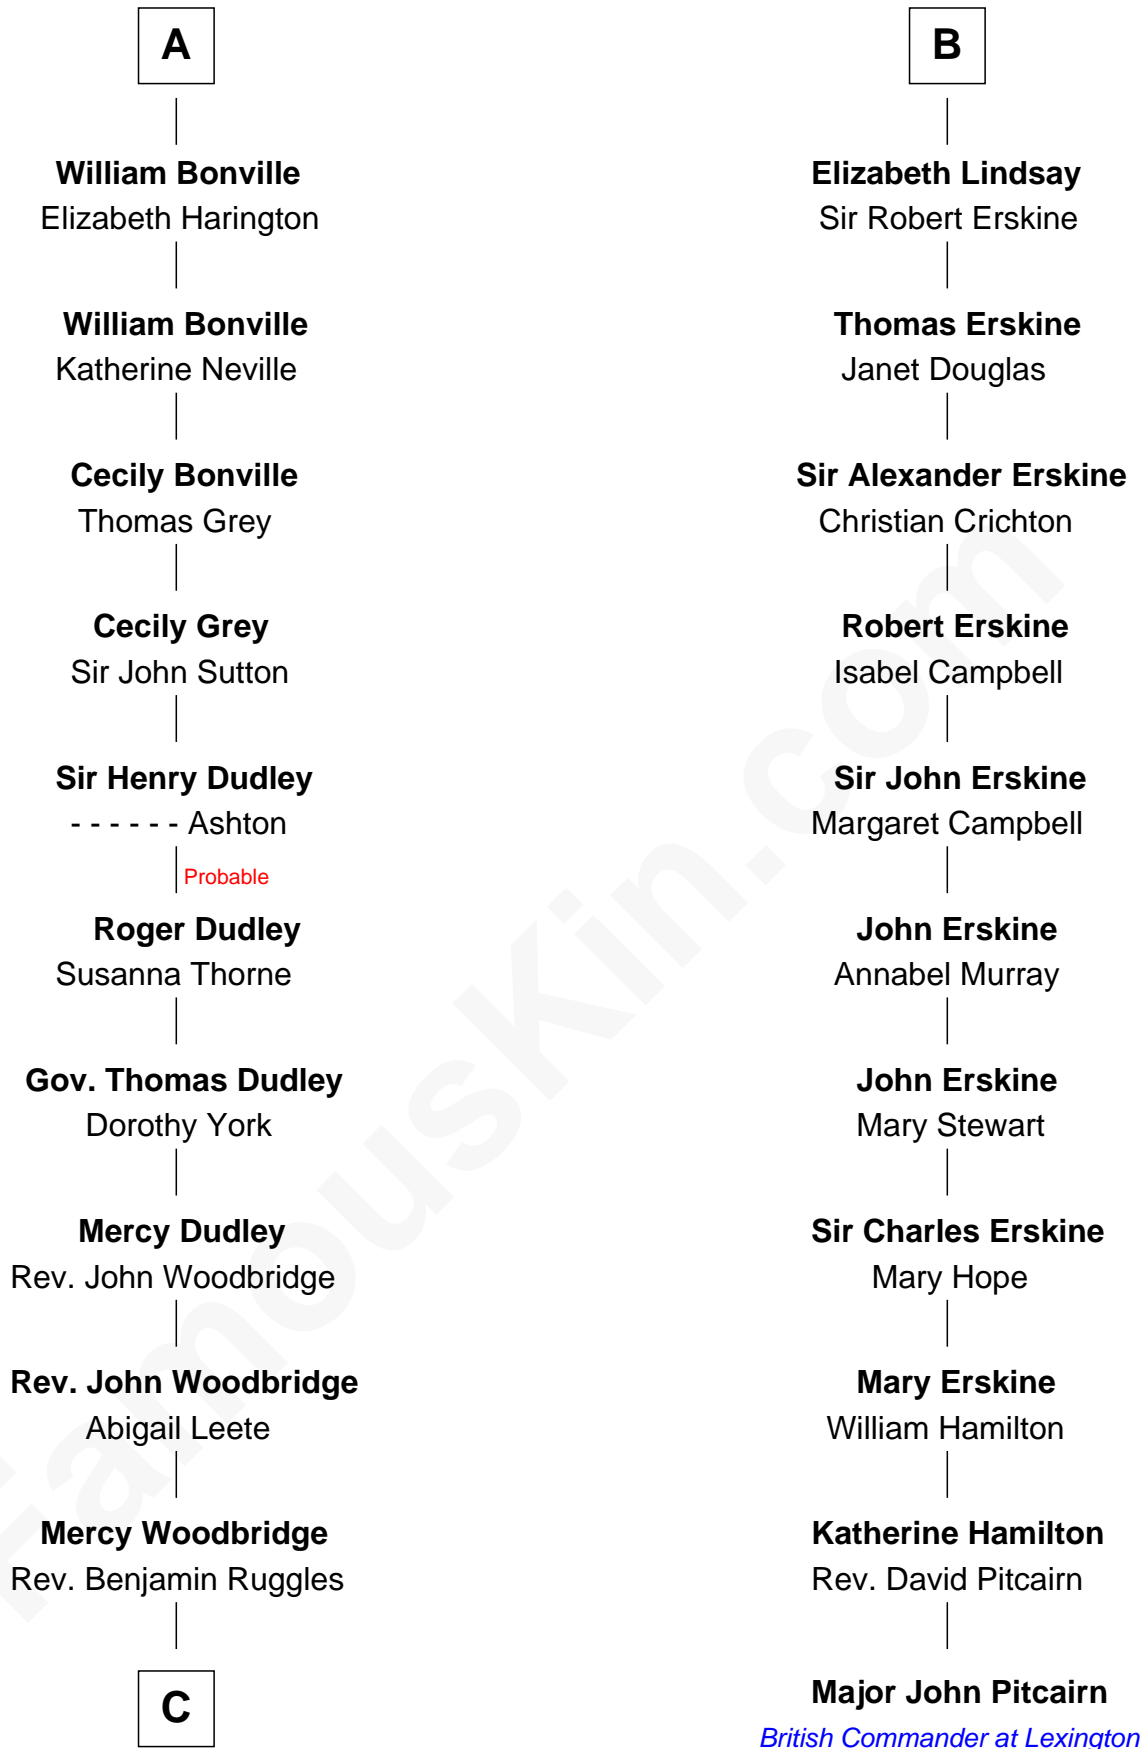 A
William Bonville
Elizabeth Harington
William Bonville
Katherine Neville
Cecily Bonville
Thomas Grey
Cecily Grey
Sir John Sutton
Sir Henry Dudley
- - - - - - Ashton
Probable
Roger Dudley
Susanna Thorne
Gov. Thomas Dudley
Dorothy York
Mercy Dudley
Rev. John Woodbridge
Rev. John Woodbridge
Abigail Leete
Mercy Woodbridge
Rev. Benjamin Ruggles
C
B
Elizabeth Lindsay
Sir Robert Erskine
Thomas Erskine
Janet Douglas
Sir Alexander Erskine
Christian Crichton
Robert Erskine
Isabel Campbell
Sir John Erskine
Margaret Campbell
John Erskine
Annabel Murray
John Erskine
Mary Stewart
Sir Charles Erskine
Mary Hope
Mary Erskine
William Hamilton
Katherine Hamilton
Rev. David Pitcairn
Major John Pitcairn
British Commander at Lexington
FamousKin.com